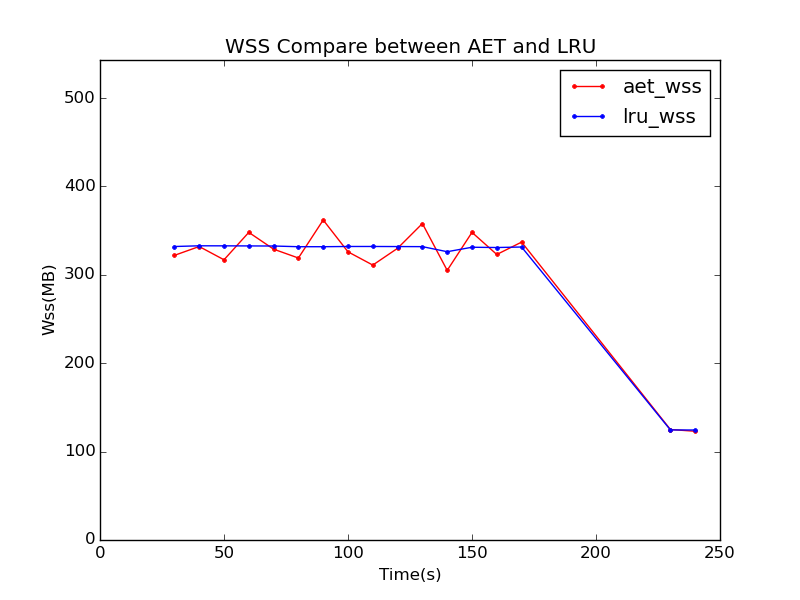 WSS Compare between AET and LRU
aet_wss
lru_wss
500
400
300
200
100
0
Wss(MB)
0 50 100 150 200 250
Time(s)